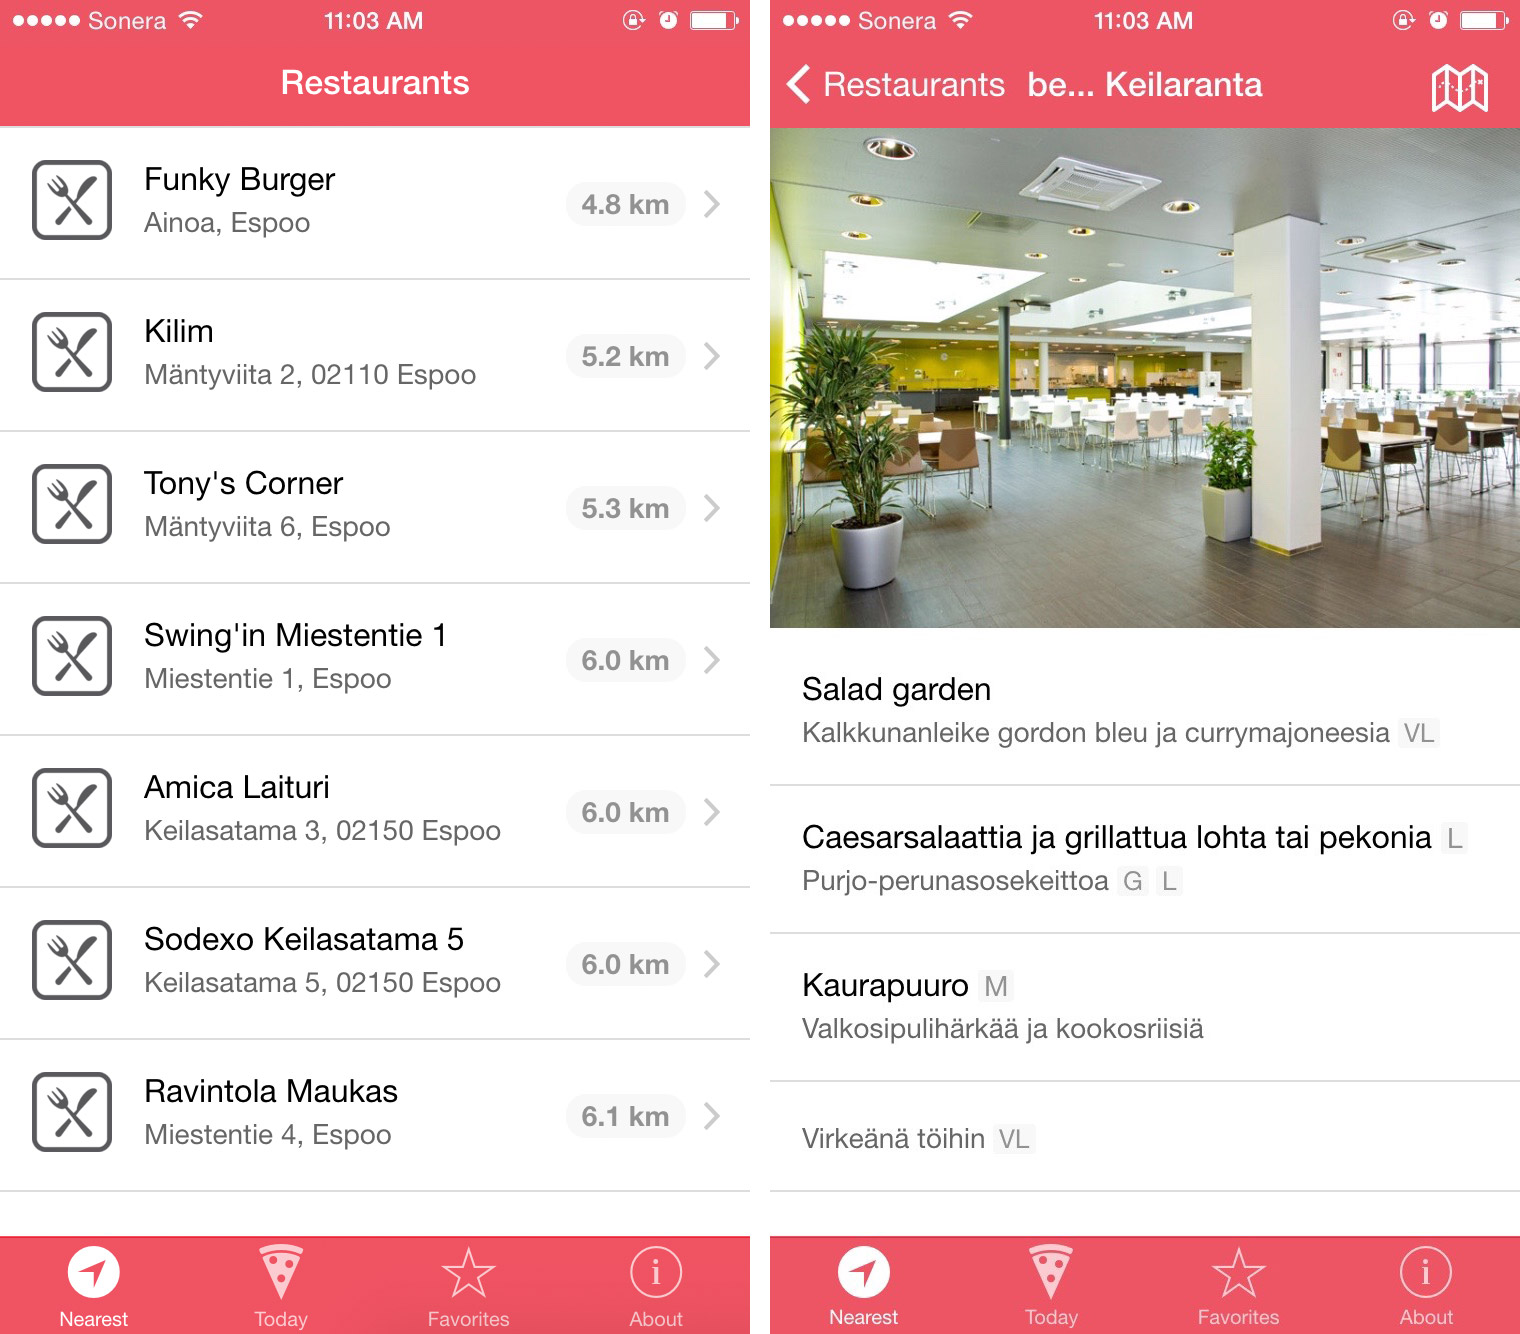 Sonera 11:03 AM
Restaurants
Funky Burger
Ainoa, Espoo
4.8 km
Kilim
Mäntyviita 2, 02110 Espoo
5.2 km
Tony's Corner
Mäntyviita 6, Espoo
5.3 km
Swing'in Miestentie 1
Miestentie 1, Espoo
6.0 km
Amica Laituri
Keilasatama 3, 02150 Espoo
6.0 km
Sodexo Keilasatama 5
Keilasatama 5, 02150 Espoo
6.0 km
Ravintola Maukas
Miestentie 4, Espoo
6.1 km
Nearest Today Favorites About
Sonera 11:03 AM
Restaurants be... Keilaranta
Salad garden
Kalkkunanleike gordon bleu ja currymajoneesia VL
Caesarsalaattia ja grillattua lohta tai pekonia L
Purjo-perunasosekeittoa G L
Kaurapuuro M
Valkosipulihärkää ja kookosriisiä
Virkeänä töihin VL
Nearest Today Favorites About